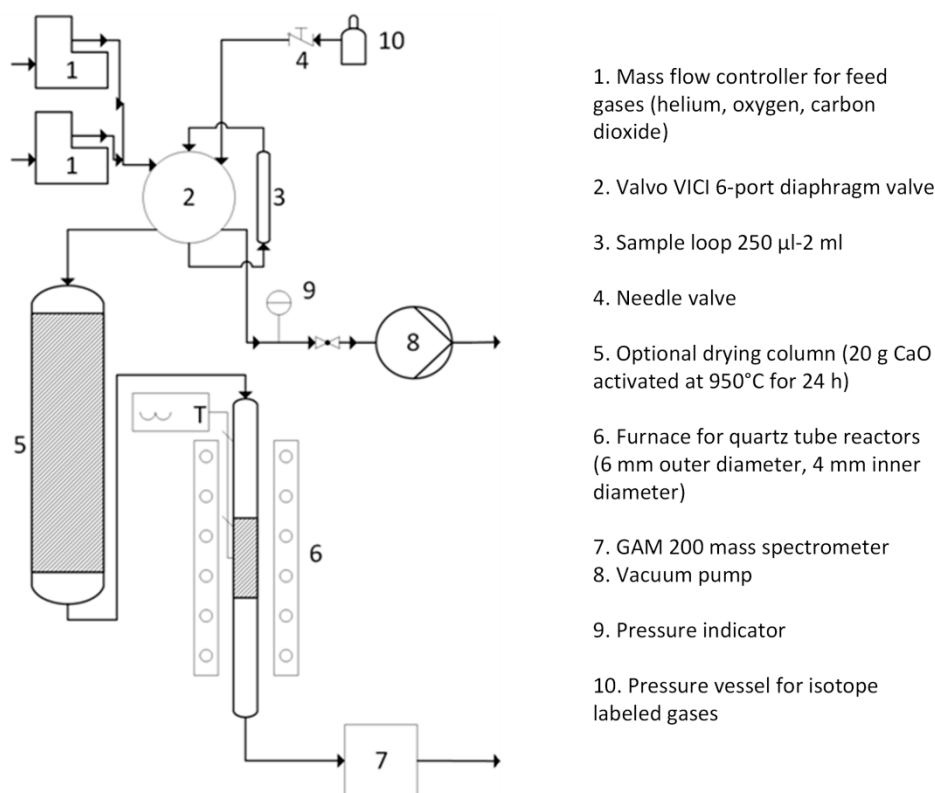 1
10
4
1
2
3
9
8
5
T
6
7
1. Mass flow controller for feed
gases (helium, oxygen, carbon
dioxide)
2. Valvo VICI 6-port diaphragm valve
3. Sample loop 250 µl-2 ml
4. Needle valve
5. Optional drying column (20 g CaO
activated at 950°C for 24 h)
6. Furnace for quartz tube reactors
(6 mm outer diameter, 4 mm inner
diameter)
7. GAM 200 mass spectrometer
8. Vacuum pump
9. Pressure indicator
10. Pressure vessel for isotope
labeled gases